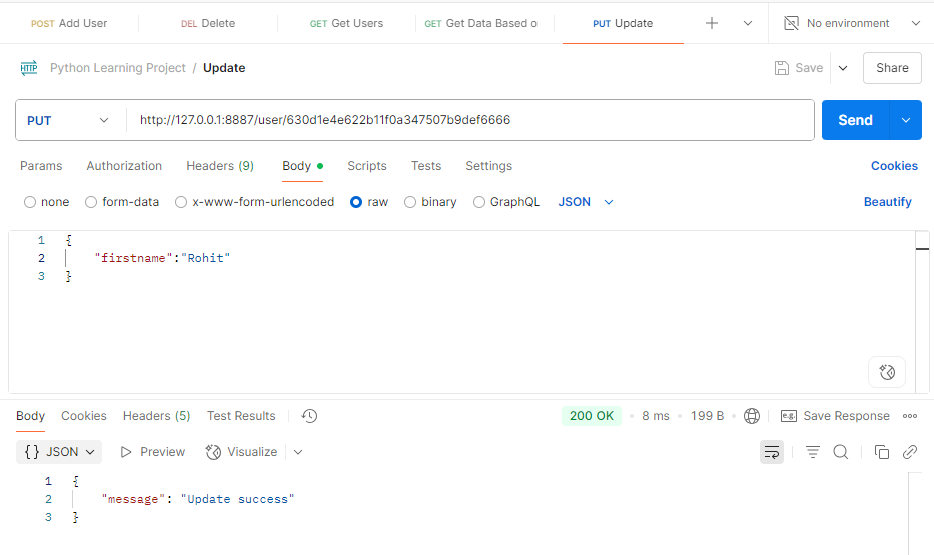 POST Add User DEL Delete GET Get Users GET Get Data Based o PUT Update No environment
HTTP Python Learning Project / Update Save Share
PUT http://127.0.0.1:8887/user/630d1e4e622b11f0a347507b9def6666 Send
Params Authorization Headers (9) Body Scripts Tests Settings Cookies
none form-data x-www-form-urlencoded raw binary GraphQL JSON Beautify
1 {
2 "firstname":"Rohit"
3 }
Body Cookies Headers (5) Test Results 200 OK 8 ms 199 B e.g. Save Response
{} JSON Preview Visualize
1 {
2 "message": "Update success"
3 }